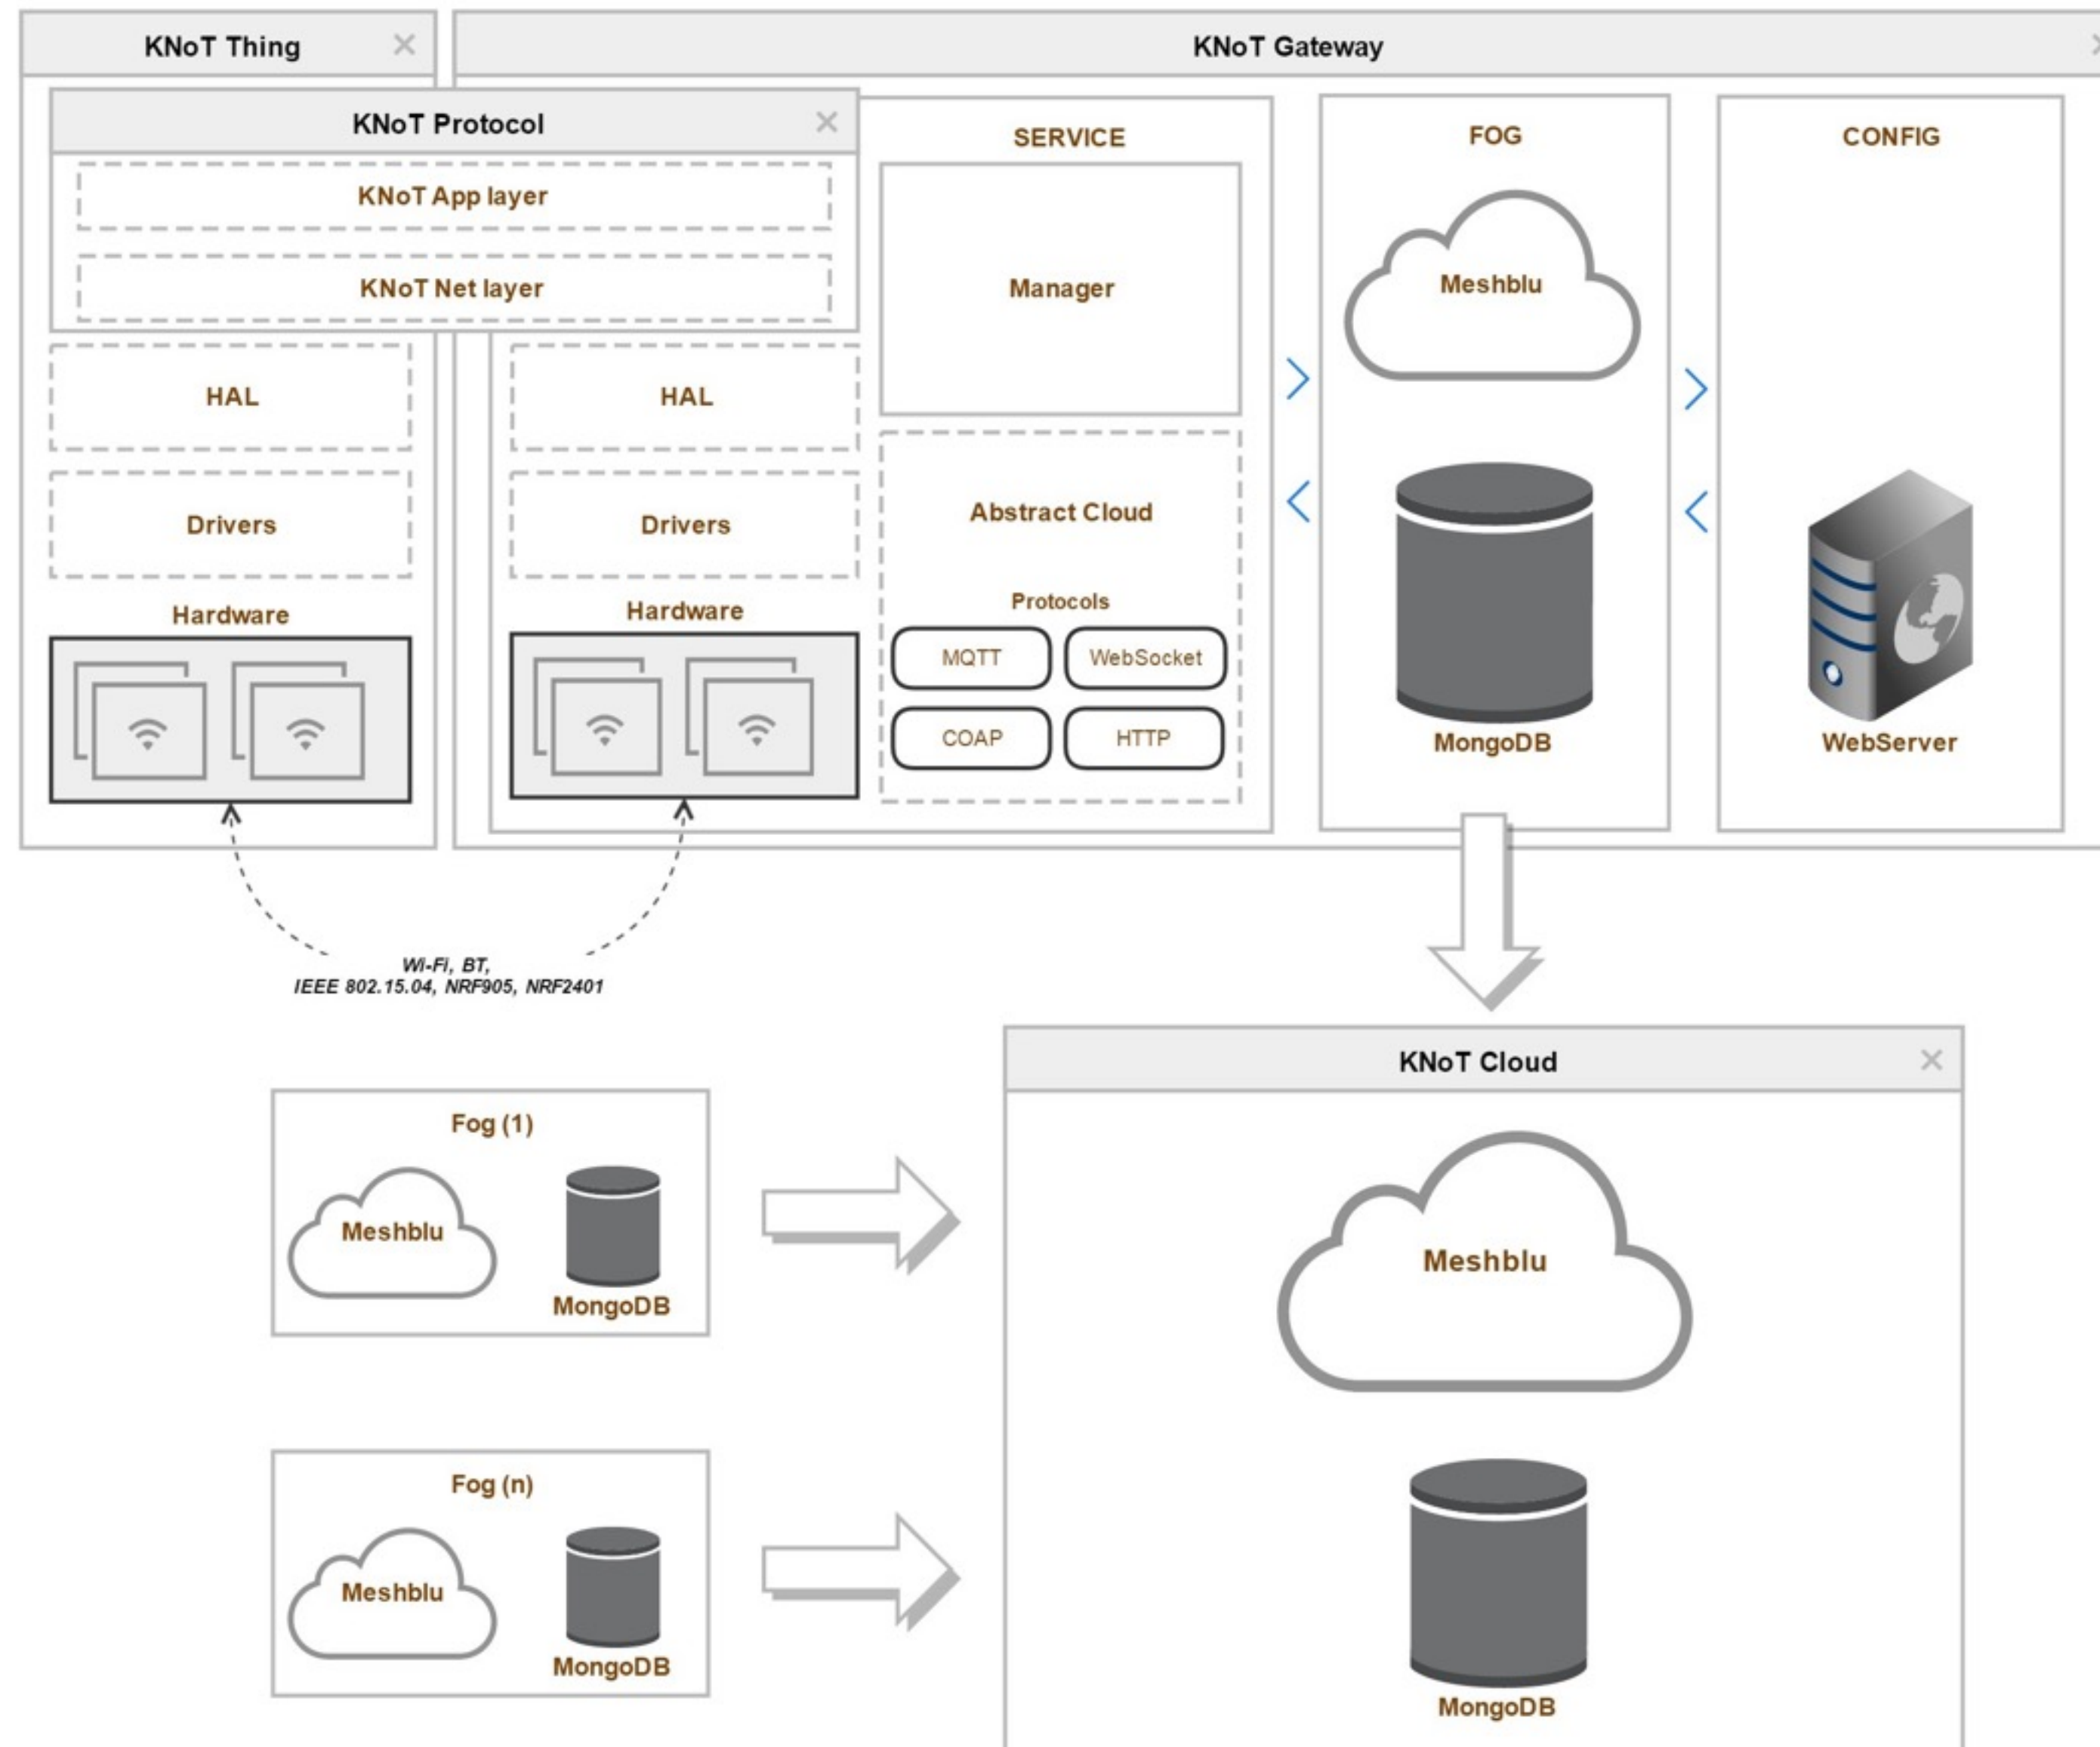 KNoT Thing
KNoT Gateway
KNoT Protocol
KNoT App layer
KNoT Net layer
HAL
Drivers
Hardware
HAL
Drivers
Hardware
SERVICE
Manager
Abstract Cloud
Protocols
MQTT
WebSocket
COAP
HTTP
FOG
Meshblu
MongoDB
CONFIG
WebServer
Wi-Fi, BT,
IEEE 802.15.04, NRF905, NRF2401
Fog (1)
Meshblu
MongoDB
Fog (n)
Meshblu
MongoDB
KNoT Cloud
Meshblu
MongoDB